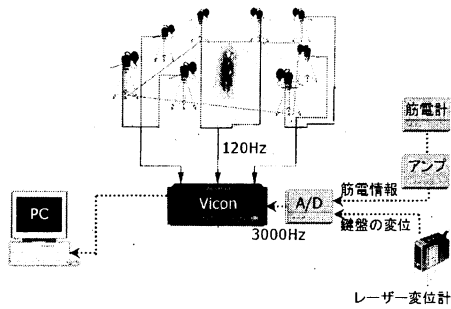 120Hz
筋電計
アンプ
筋電情報
PC
Vicon
A/D
鍵盤の変位
3000Hz
レーザー変位計